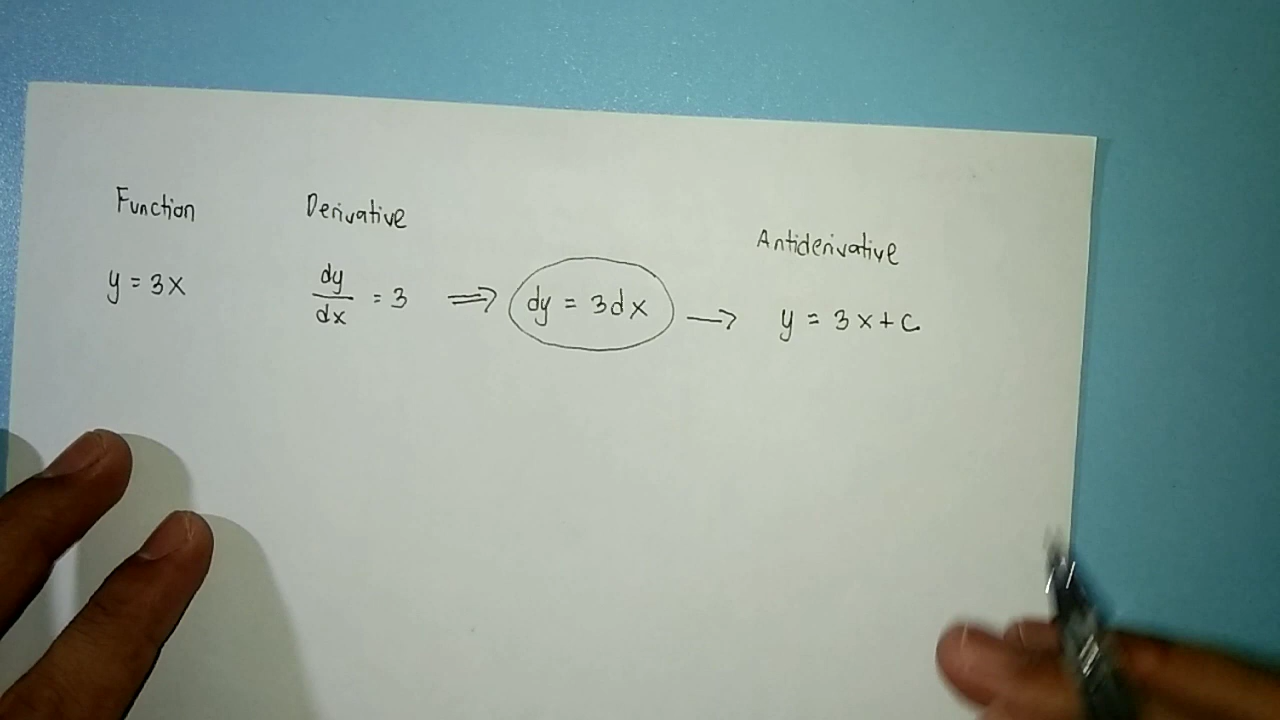 Function Derivative Antiderivative
y = 3x dy/dx = 3 ⇒ dy = 3dx → y = 3x + c